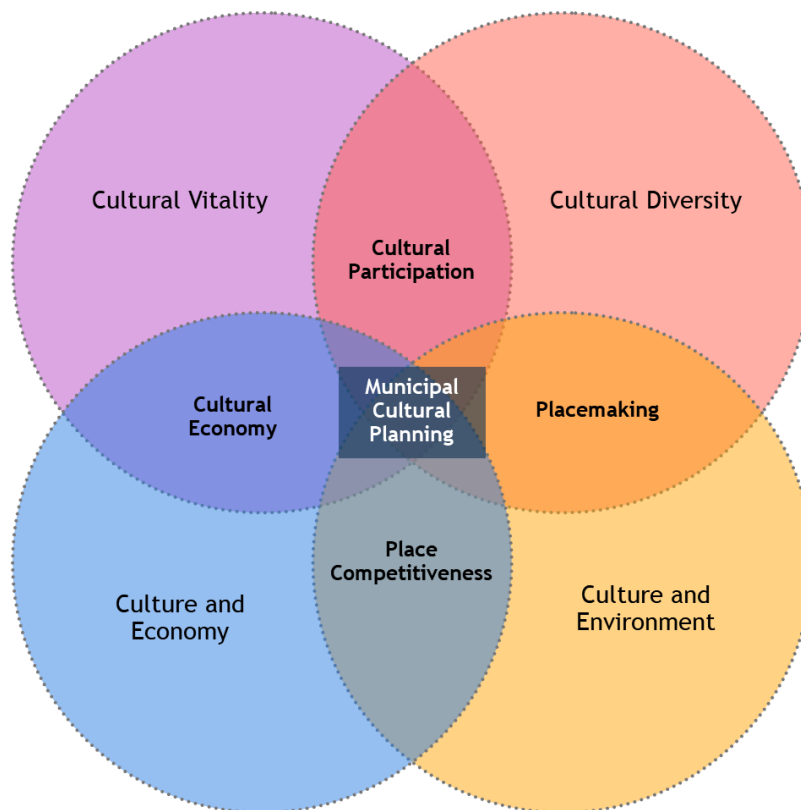 Cultural Vitality
Cultural Diversity
Cultural
Participation
Municipal
Cultural
Planning
Cultural
Economy
Placemaking
Place
Competitiveness
Culture and
Economy
Culture and
Environment